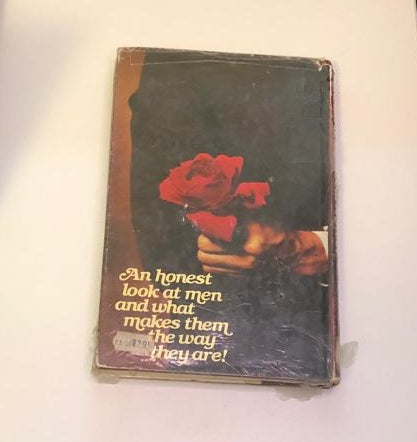 An honest
look at men
and what
makes them
the way
they are!